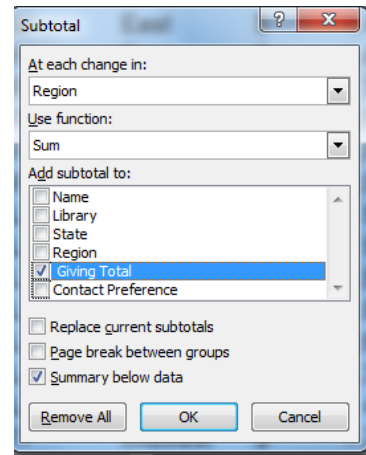 Subtotal
?
At each change in:
Region
Use function:
Sum
Add subtotal to:
Name
Library
State
Region
Giving Total
Contact Preference
Replace current subtotals
Page break between groups
Summary below data
Remove All OK Cancel